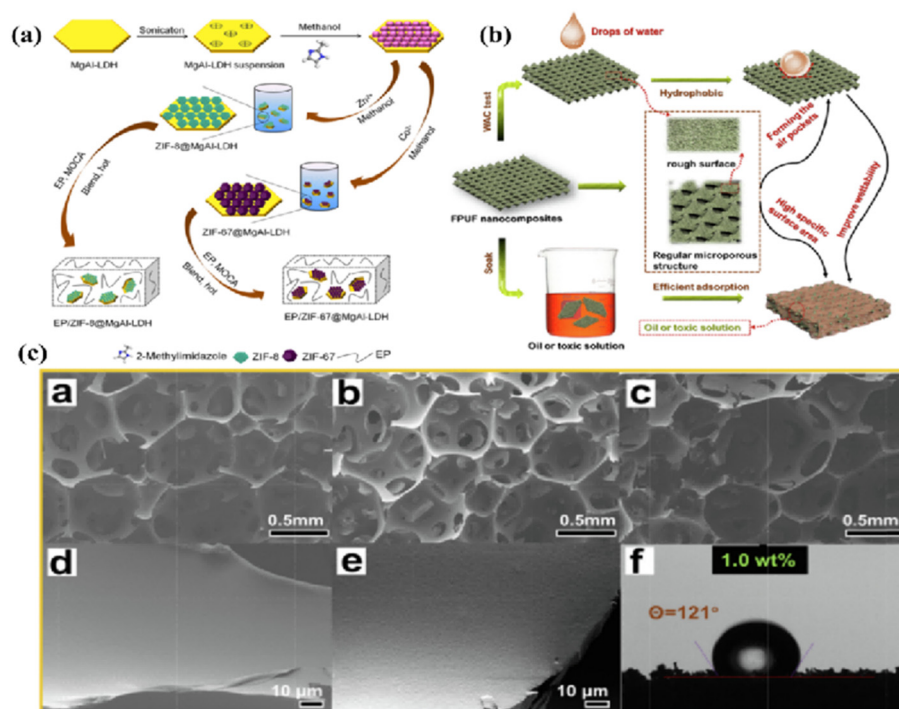 (a)
Sonication
Methanol
MgAl-LDH
MgAl-LDH suspension
Zn²⁺
Methanol
Co²⁺
Methanol
ZIF-8@MgAl-LDH
EP, MOCA
Blend, hot
ZIF-67@MgAl-LDH
EP, MOCA
Blend, hot
EP/ZIF-8@MgAl-LDH
EP/ZIF-67@MgAl-LDH
2-Methylimidazole
ZIF-8
ZIF-67
EP
(b)
Drops of water
WAC test
Hydrophobic
Forming the
air pockets
rough surface
FPUF nanocomposites
High specific
surface area
Improve wettability
Regular microporous
structure
Soak
Efficient adsorption
Oil or toxic solution
Oil or toxic solution
(c)
a
0.5mm
b
0.5mm
c
0.5mm
d
10 μm
e
10 μm
f
1.0 wt%
Θ=121°